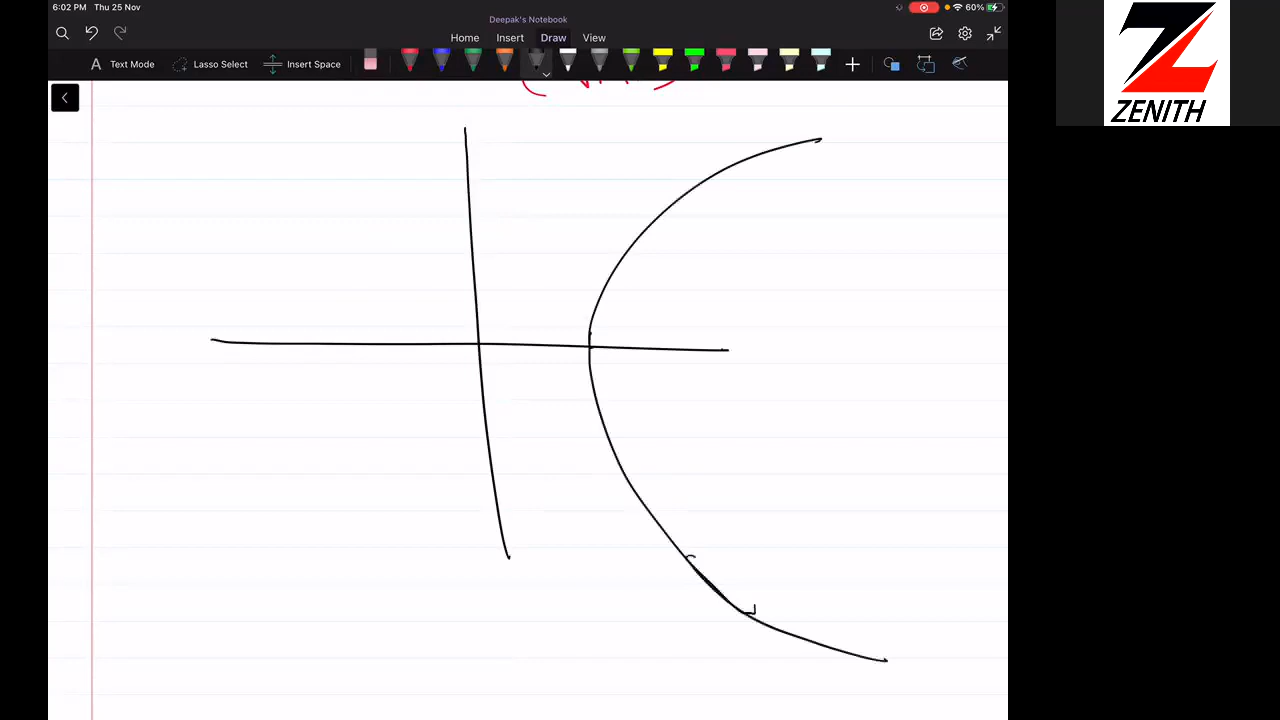 6:02 PM Thu 25 Nov
60%
Deepak's Notebook
Home Insert Draw View
A Text Mode Lasso Select Insert Space
ZENITH